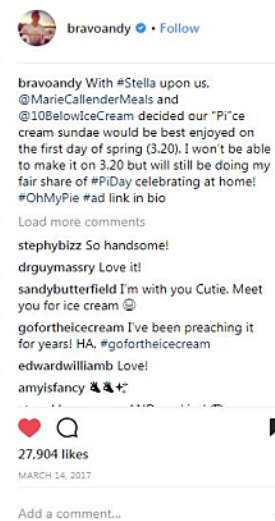 bravoandy • Follow
bravoandy With #Stella upon us.
@MarieCallenderMeals and
@10BelowIceCream decided our "Pi"ce
cream sundae would be best enjoyed on
the first day of spring (3.20). I won't be able
to make it on 3.20 but will still be doing my
fair share of #PiDay celebrating at home!
#OhMyPie #ad link in bio
Load more comments
stephybizz So handsome!
drguymassry Love it!
sandybutterfield I'm with you Cutie. Meet
you for ice cream 😊
gofortheicecream I've been preaching it
for years! HA. #gofortheicecream
edwardwilliamb Love!
amyisfancy
27,904 likes
MARCH 14, 2017
Add a comment...